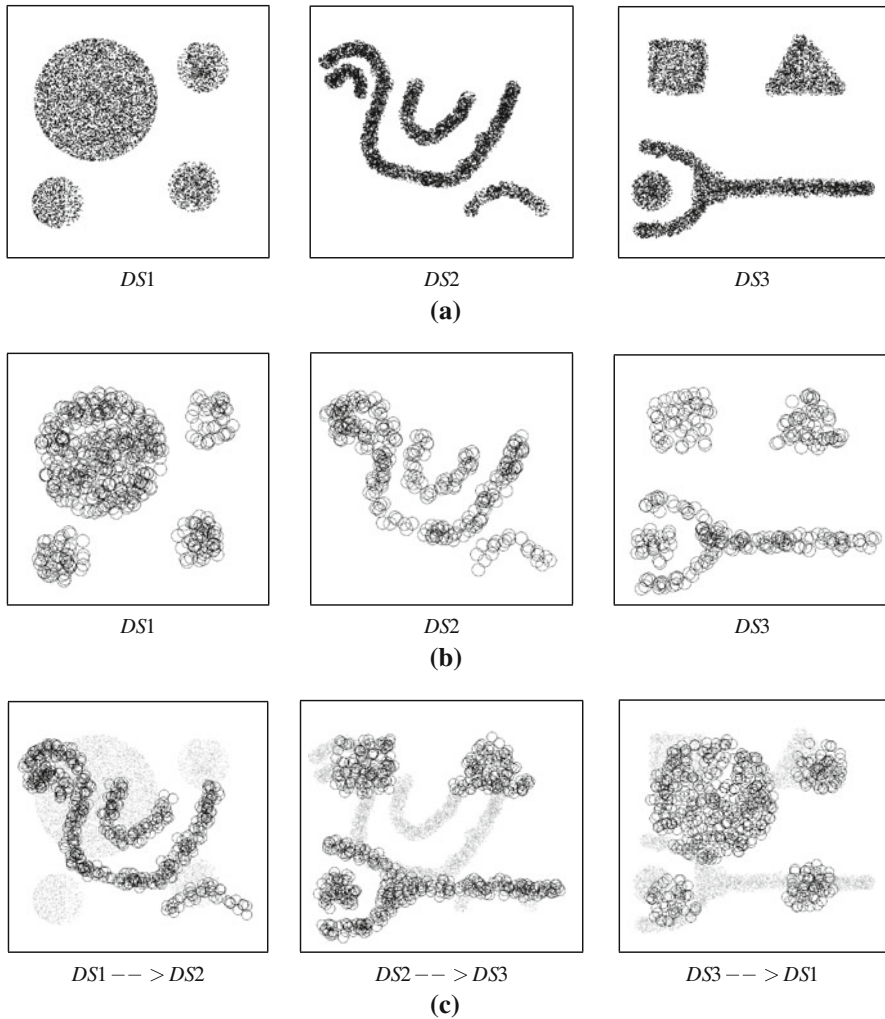 DS1 DS2 DS3
(a)
DS1 DS2 DS3
(b)
DS1 −− > DS2 DS2 −− > DS3 DS3 −− > DS1
(c)